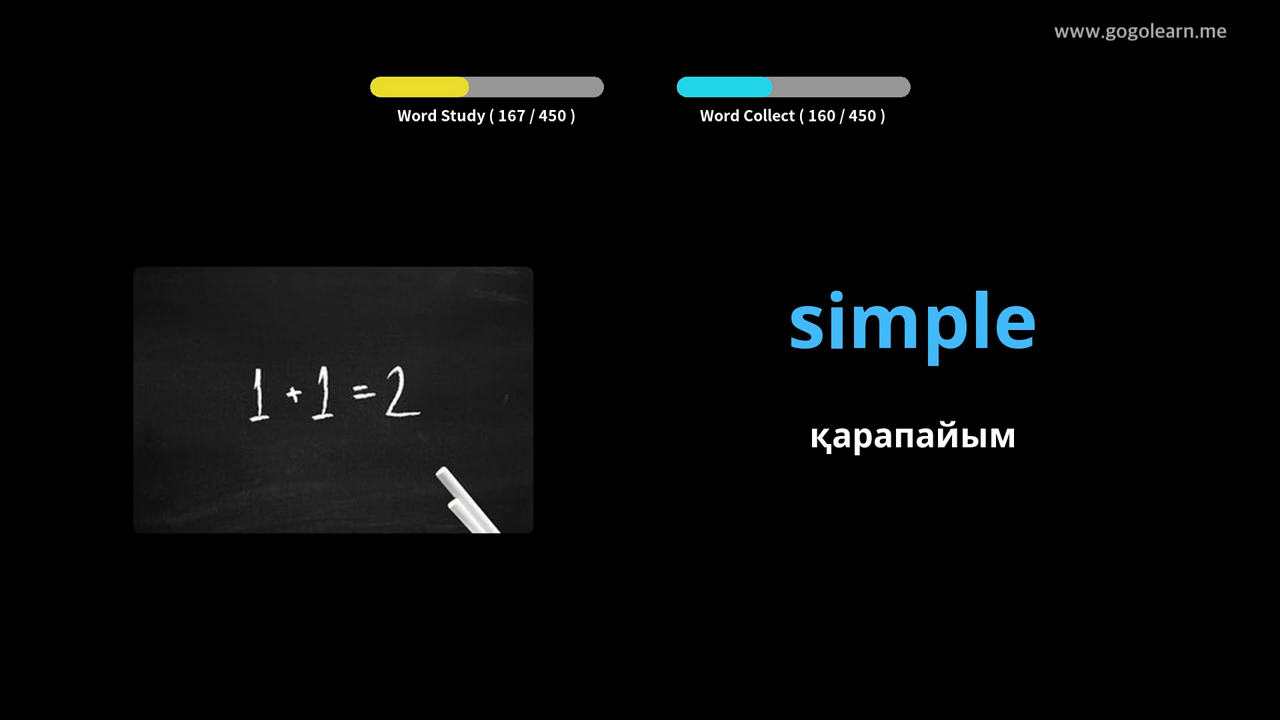 www.gogolearn.me
Word Study ( 167 / 450 )
Word Collect ( 160 / 450 )
1 + 1 = 2
simple
қарапайым